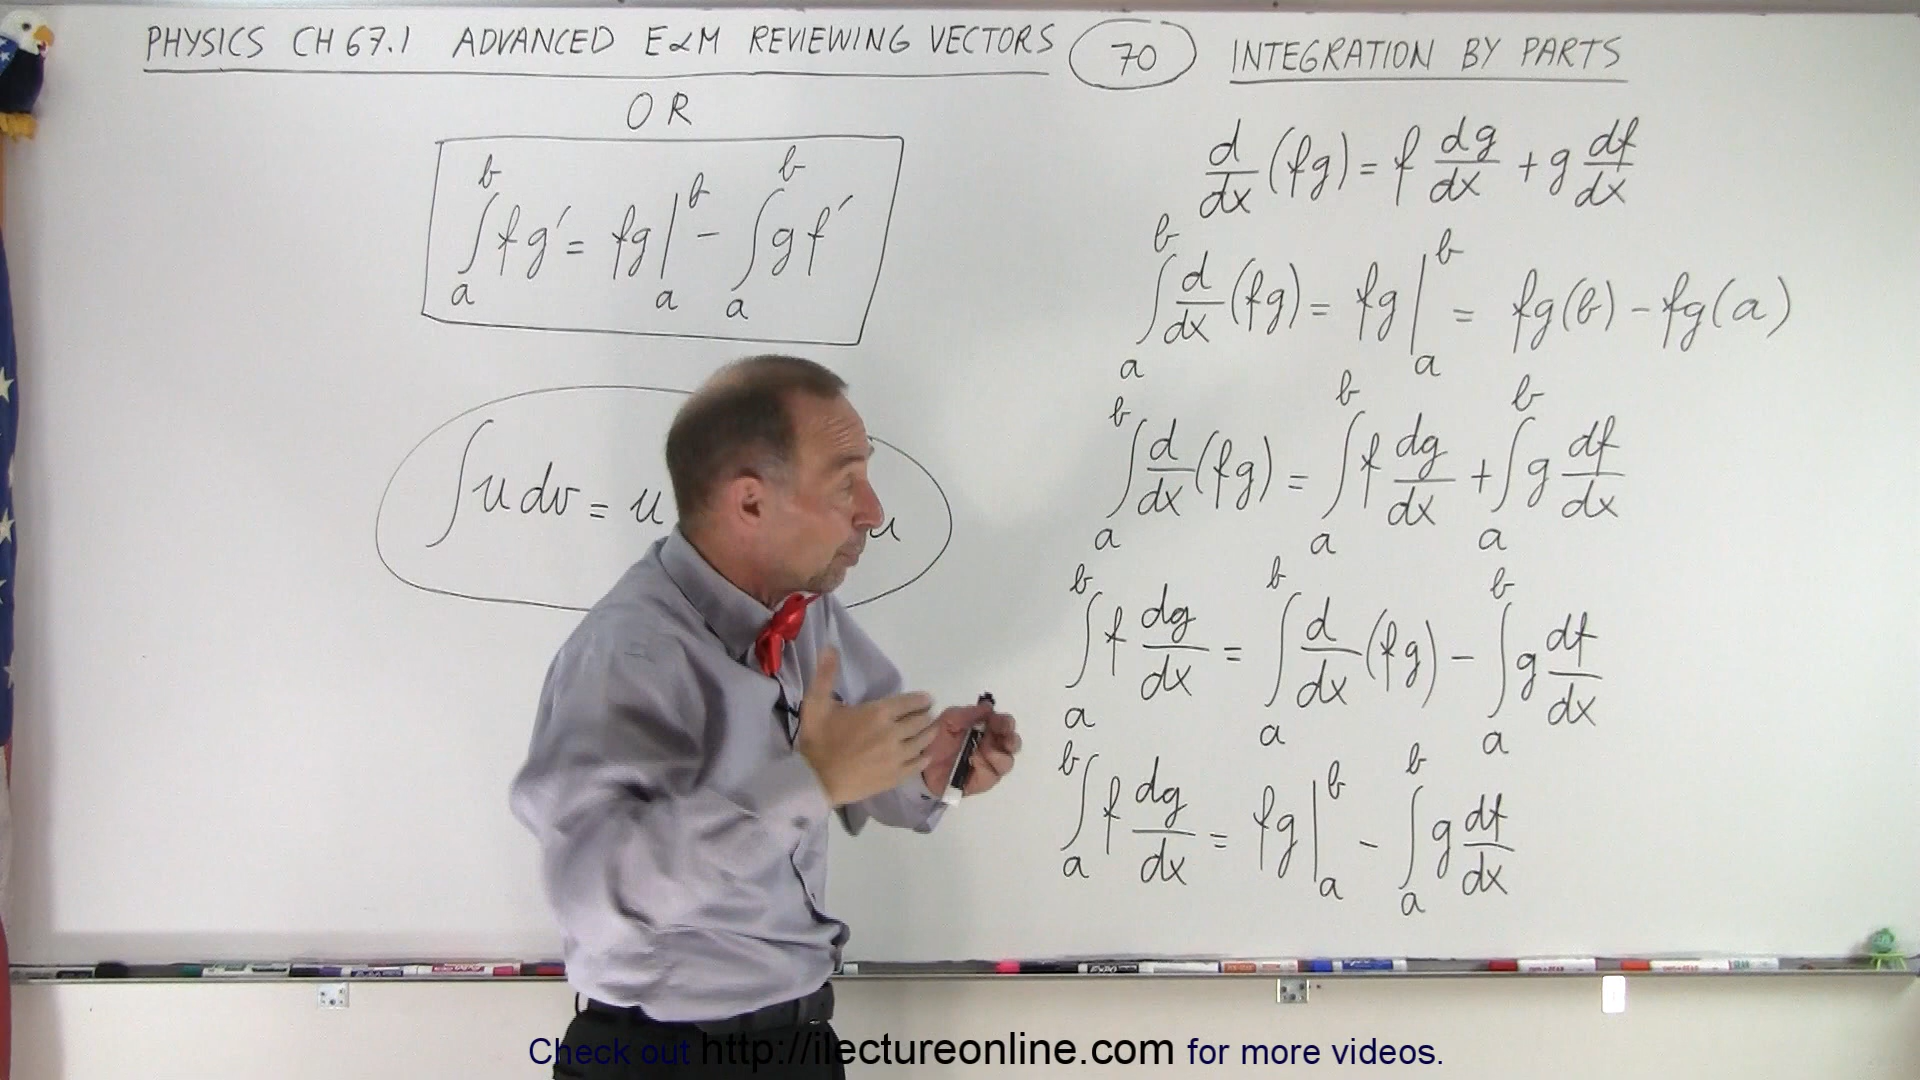 PHYSICS CH 67.1 ADVANCED E&M REVIEWING VECTORS 70 INTEGRATION BY PARTS
OR
∫_a^b fg′ = fg|_a^b − ∫_a^b gf′
∫u dv = u
u
d/dx (fg) = f dg/dx + g df/dx
∫_a^b d/dx (fg) = fg|_a^b = fg(b) − fg(a)
∫_a^b d/dx (fg) = ∫_a^b f dg/dx + ∫_a^b g df/dx
∫_a^b f dg/dx = ∫_a^b d/dx (fg) − ∫_a^b g df/dx
∫_a^b f dg/dx = fg|_a^b − ∫_a^b g df/dx
Check out http://ilectureonline.com for more videos.